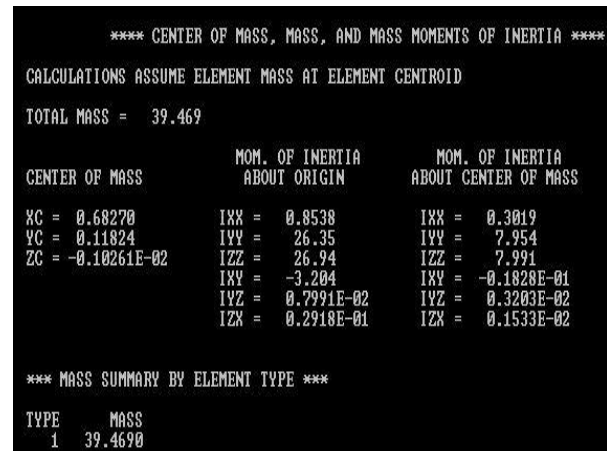 **** CENTER OF MASS, MASS, AND MASS MOMENTS OF INERTIA ****
CALCULATIONS ASSUME ELEMENT MASS AT ELEMENT CENTROID
TOTAL MASS = 39.469
MOM. OF INERTIA MOM. OF INERTIA
CENTER OF MASS ABOUT ORIGIN ABOUT CENTER OF MASS
XC = 0.68270 IXX = 0.8538 IXX = 0.3019
YC = 0.11824 IYY = 26.35 IYY = 7.954
ZC = -0.10261E-02 IZZ = 26.94 IZZ = 7.991
IXY = -3.204 IXY = -0.1828E-01
IYZ = 0.7991E-02 IYZ = 0.3203E-02
IZX = 0.2918E-01 IZX = 0.1533E-02
*** MASS SUMMARY BY ELEMENT TYPE ***
TYPE MASS
1 39.4690